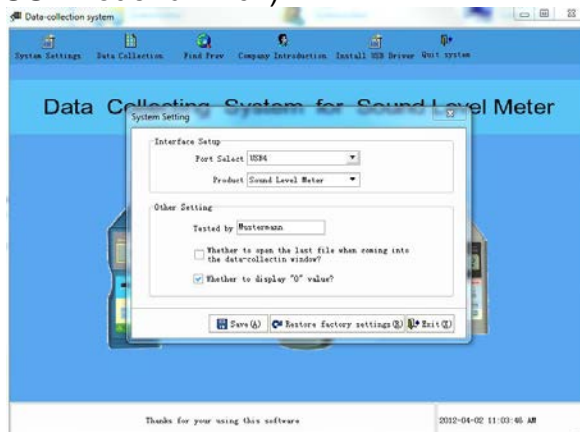 Data-collection system
System Settings Data Collection Find Prev Company Introduction Install USB Driver Quit system
Data Collecting System for Sound Level Meter
System Setting
Interface Setup
Port Select USB4
Product Sound Level Meter
Other Setting
Tested by Mustermann
Whether to open the last file when coming into
the data-collectin window?
Whether to display "0" value?
Save(A) Restore factory settings(R) Exit(X)
Thanks for your using this software 2012-04-02 11:03:46 AM